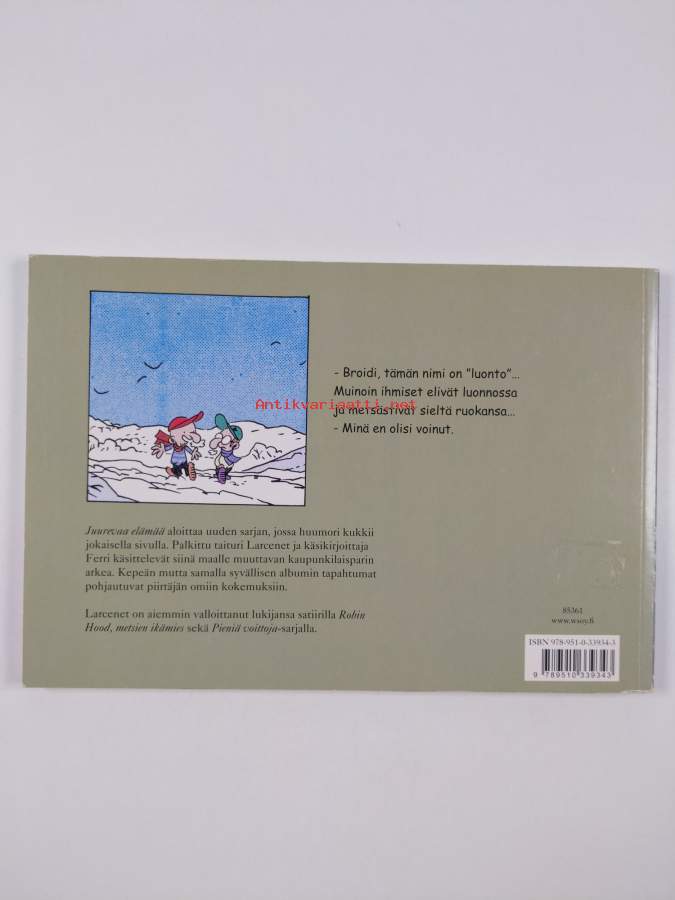 - Broidi, tämän nimi on "luonto"...
Muinoin ihmiset elivät luonnossa
Antikvariaatti.net
ja metsästivät sieltä ruokansa...
- Minä en olisi voinut.
Juurevaa elämää aloittaa uuden sarjan, jossa huumori kukkii
jokaisella sivulla. Palkittu taituri Larcenet ja käsikirjoittaja
Ferri käsittelevät siinä maalle muuttavan kaupunkilaisparin
arkea. Kepeän mutta samalla syvällisen albumin tapahtumat
pohjautuvat piirtäjän omiin kokemuksiin.
Larcenet on aiemmin valloittanut lukijansa satiirilla Robin
Hood, metsien ikämies sekä Pieniä voittoja-sarjalla.
85361
www.wsoy.fi
ISBN 978-951-0-33934-3
9 789510 339343